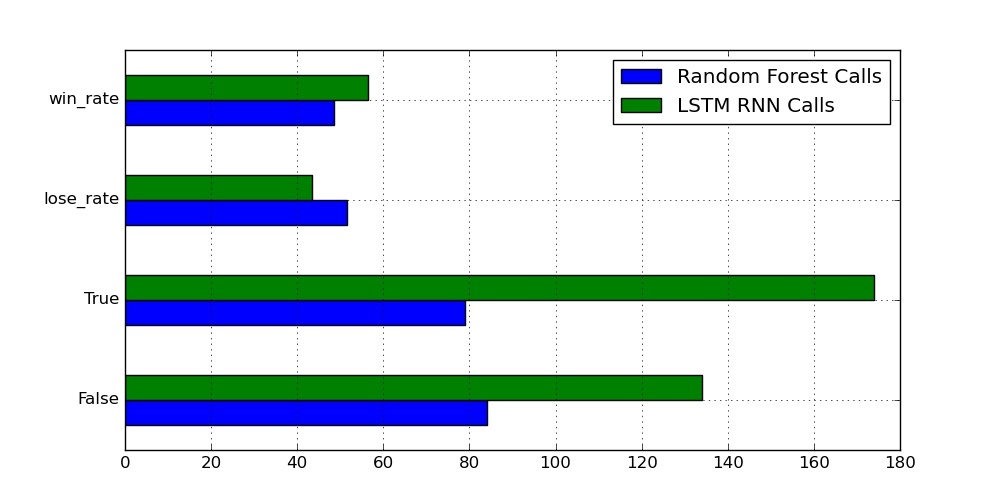 Random Forest Calls
LSTM RNN Calls
win_rate
lose_rate
True
False
0 20 40 60 80 100 120 140 160 180